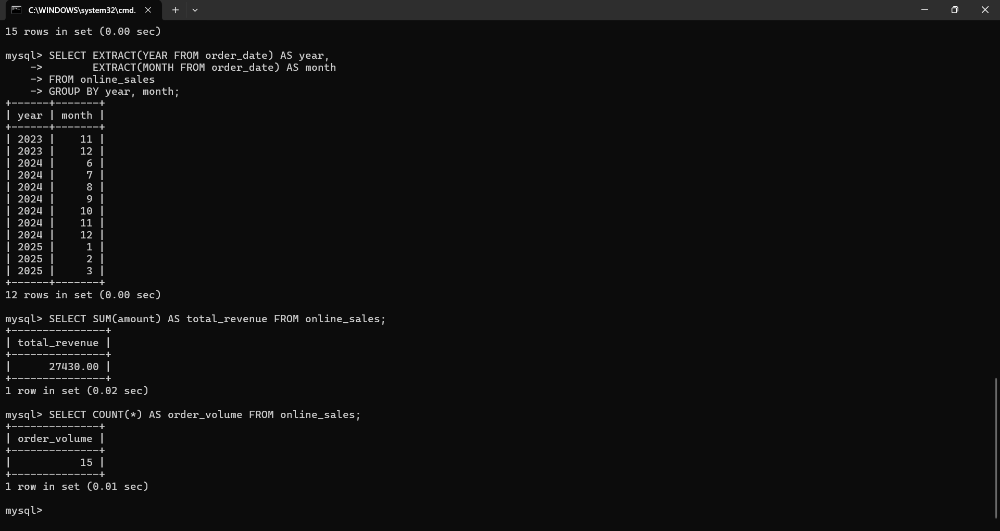 C:\WINDOWS\system32\cmd.
15 rows in set (0.00 sec)
mysql> SELECT EXTRACT(YEAR FROM order_date) AS year,
    ->        EXTRACT(MONTH FROM order_date) AS month
    -> FROM online_sales
    -> GROUP BY year, month;
+------+-------+
| year | month |
+------+-------+
| 2023 |    11 |
| 2023 |    12 |
| 2024 |     6 |
| 2024 |     7 |
| 2024 |     8 |
| 2024 |     9 |
| 2024 |    10 |
| 2024 |    11 |
| 2024 |    12 |
| 2025 |     1 |
| 2025 |     2 |
| 2025 |     3 |
+------+-------+
12 rows in set (0.00 sec)
mysql> SELECT SUM(amount) AS total_revenue FROM online_sales;
+---------------+
| total_revenue |
+---------------+
|      27430.00 |
+---------------+
1 row in set (0.02 sec)
mysql> SELECT COUNT(*) AS order_volume FROM online_sales;
+--------------+
| order_volume |
+--------------+
|           15 |
+--------------+
1 row in set (0.01 sec)
mysql>